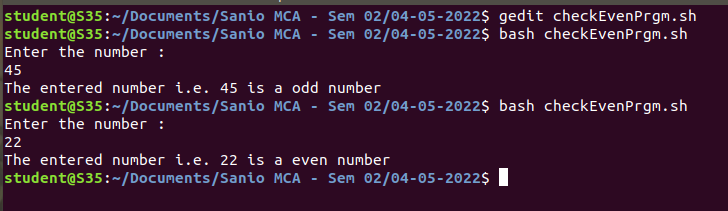 student@S35:~/Documents/Sanio MCA - Sem 02/04-05-2022$ gedit checkEvenPrgm.sh
student@S35:~/Documents/Sanio MCA - Sem 02/04-05-2022$ bash checkEvenPrgm.sh
Enter the number :
45
The entered number i.e. 45 is a odd number
student@S35:~/Documents/Sanio MCA - Sem 02/04-05-2022$ bash checkEvenPrgm.sh
Enter the number :
22
The entered number i.e. 22 is a even number
student@S35:~/Documents/Sanio MCA - Sem 02/04-05-2022$